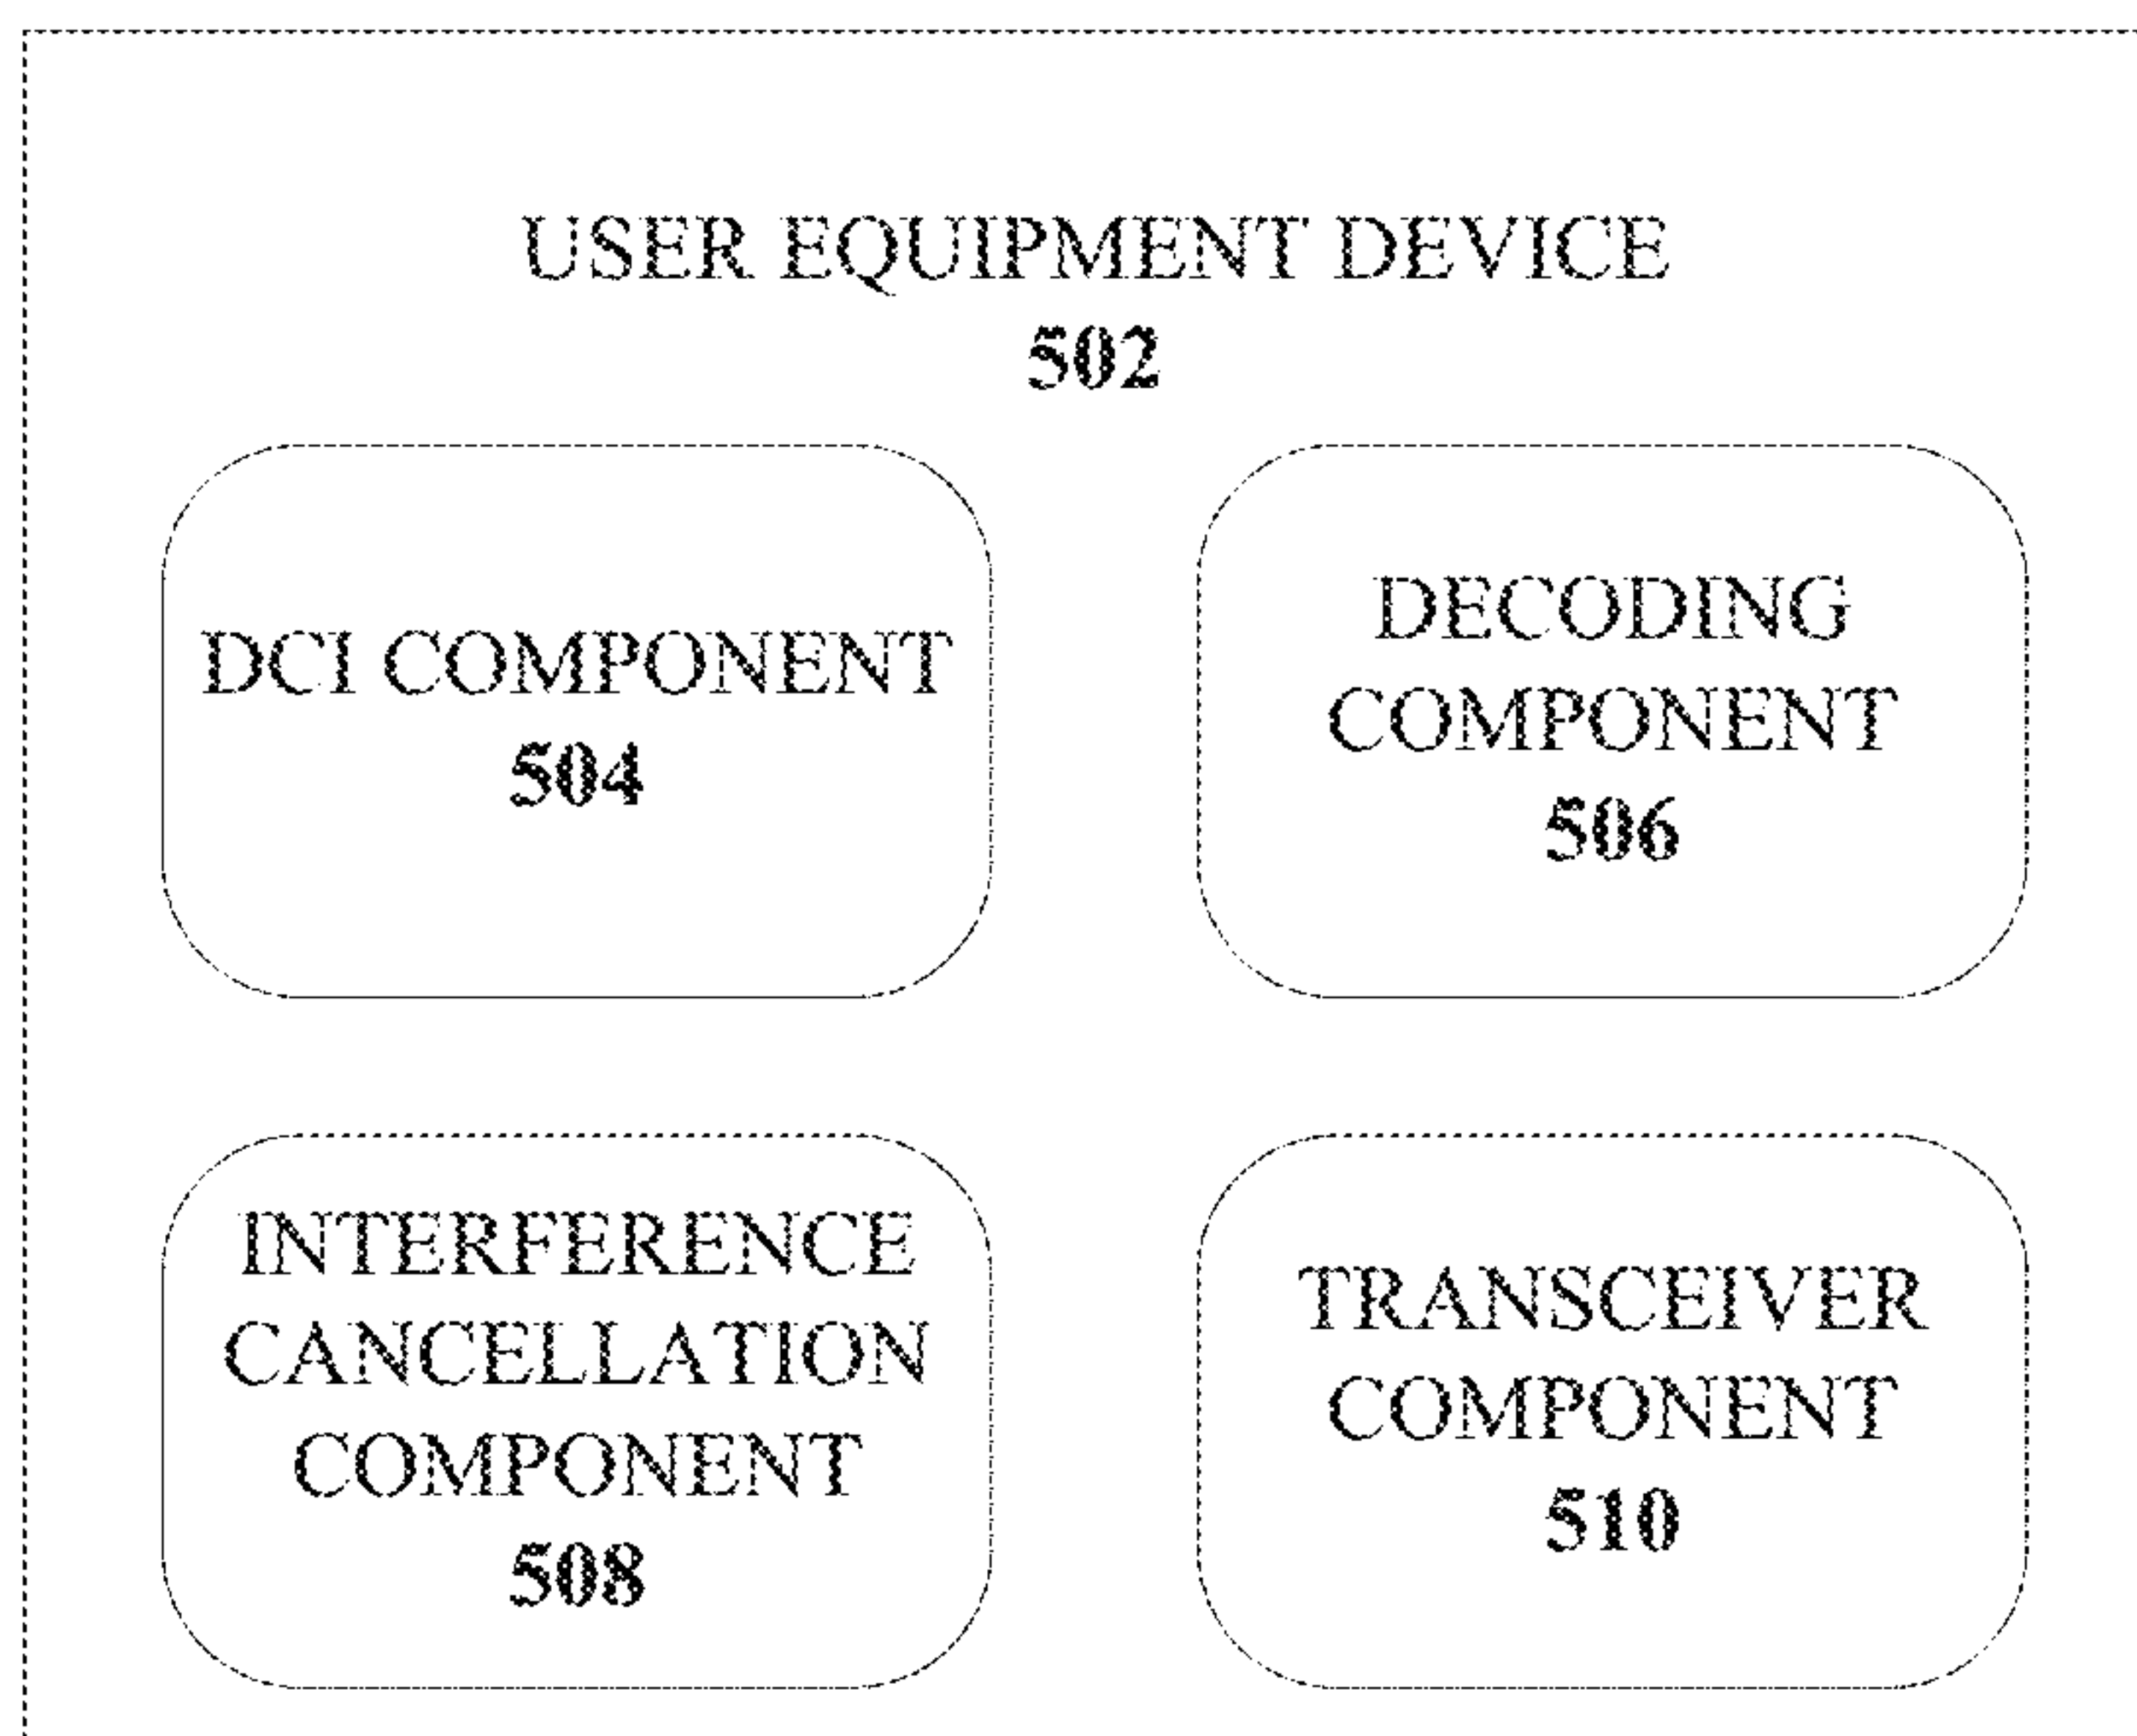 USER EQUIPMENT DEVICE
502
DCI COMPONENT
504
DECODING
COMPONENT
506
INTERFERENCE
CANCELLATION
COMPONENT
508
TRANSCEIVER
COMPONENT
510